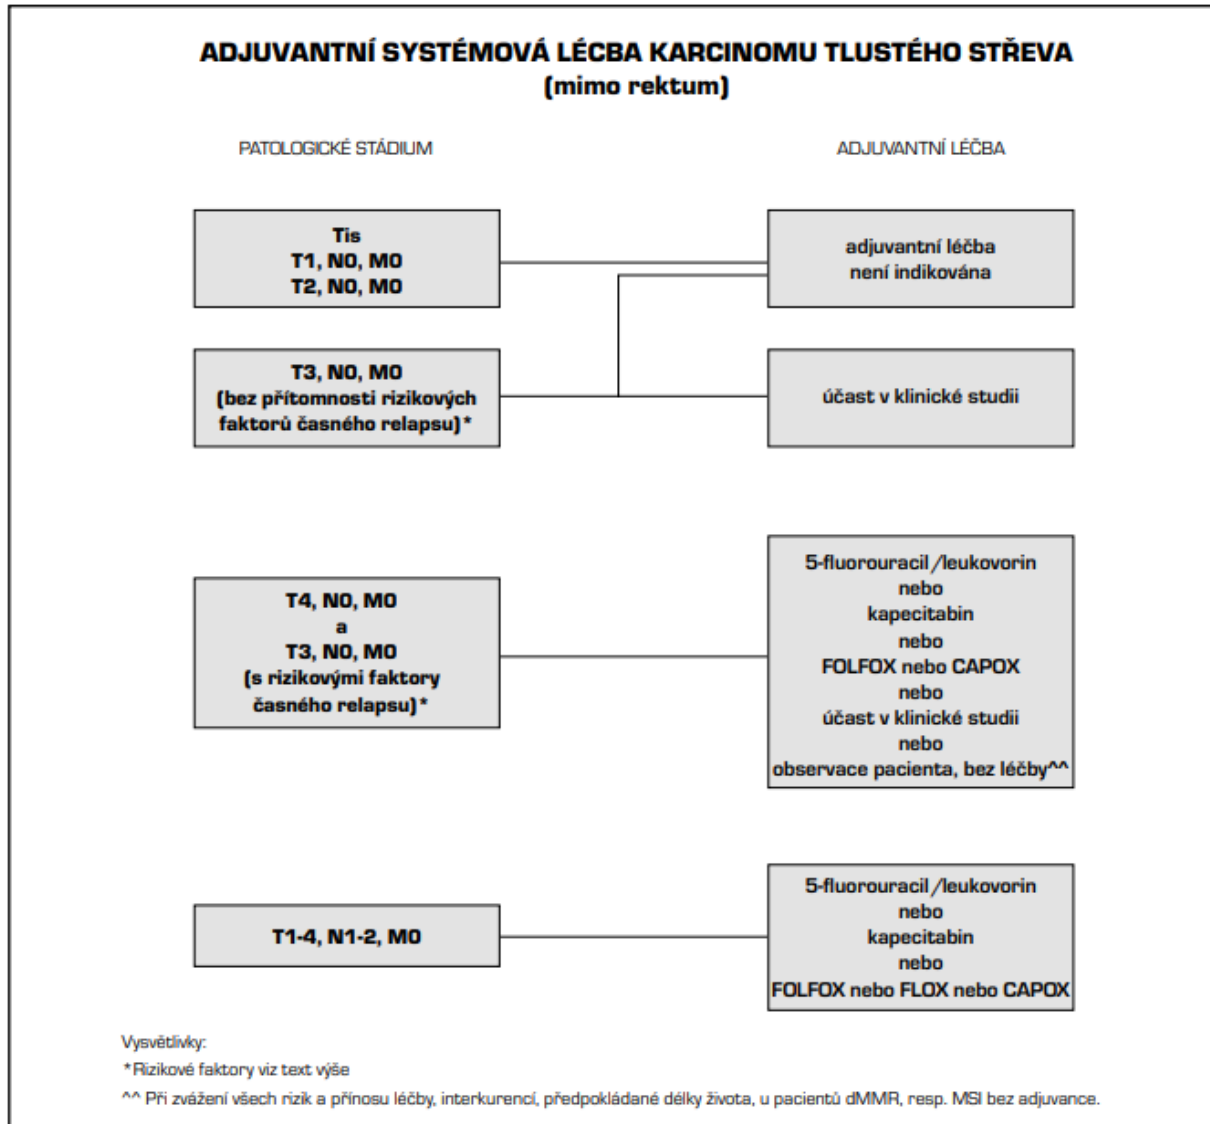 ADJUVANTNÍ SYSTÉMOVÁ LÉCBA KARCINOMU TLUSTÉHO STŘEVA
(mimo rektum)
PATOLOGICKÉ STÁDIUM
ADJUVANTNÍ LÉČBA
Tis
T1, N0, M0
T2, N0, M0
adjuvantní léčba
není indikována
T3, N0, M0
(bez přítomnosti rizikových
faktorů časného relapsu)*
účast v klinické studii
T4, N0, M0
a
T3, N0, M0
(s rizikovými faktory
časného relapsu)*
5-fluorouracil/leukovorin
nebo
kapecitabin
nebo
FOLFOX nebo CAPOX
nebo
účast v klinické studii
nebo
observace pacienta, bez léčby^^
T1-4, N1-2, M0
5-fluorouracil/leukovorin
nebo
kapecitabin
nebo
FOLFOX nebo FLOX nebo CAPOX
Vysvětlivky:
*Rizikové faktory viz text výše
^^ Při zvážení všech rizik a přínosu léčby, interkurencí, předpokládané délky života, u pacientů dMMR, resp. MSI bez adjuvance.